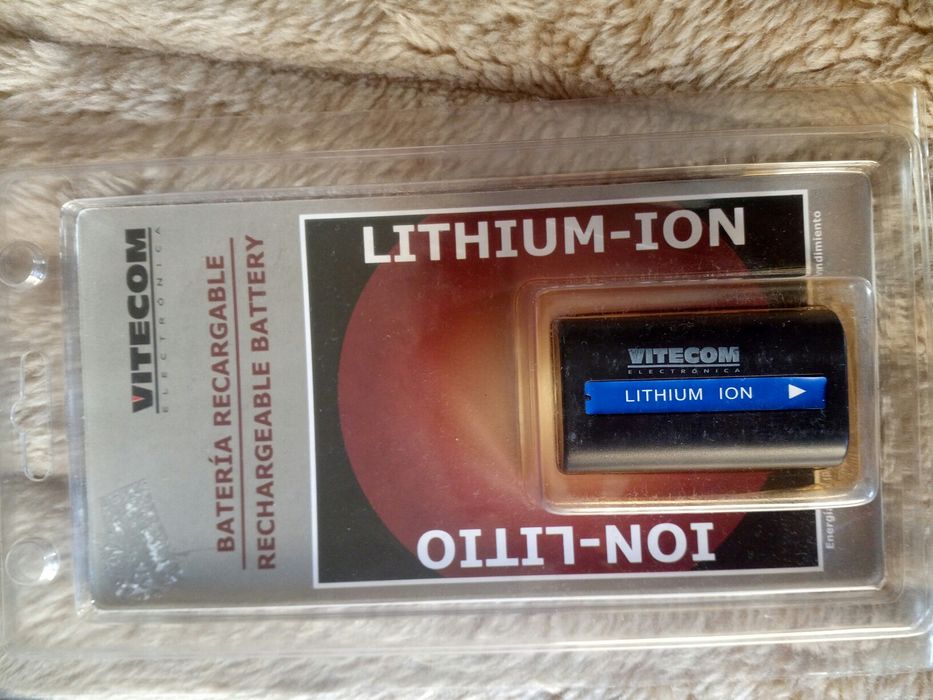 VITECOM
ELECTRÓNICA
BATERÍA RECARGABLE
RECHARGEABLE BATTERY
LITHIUM-ION
VITECOM
ELECTRÓNICA
LITHIUM ION
ION-LITIO